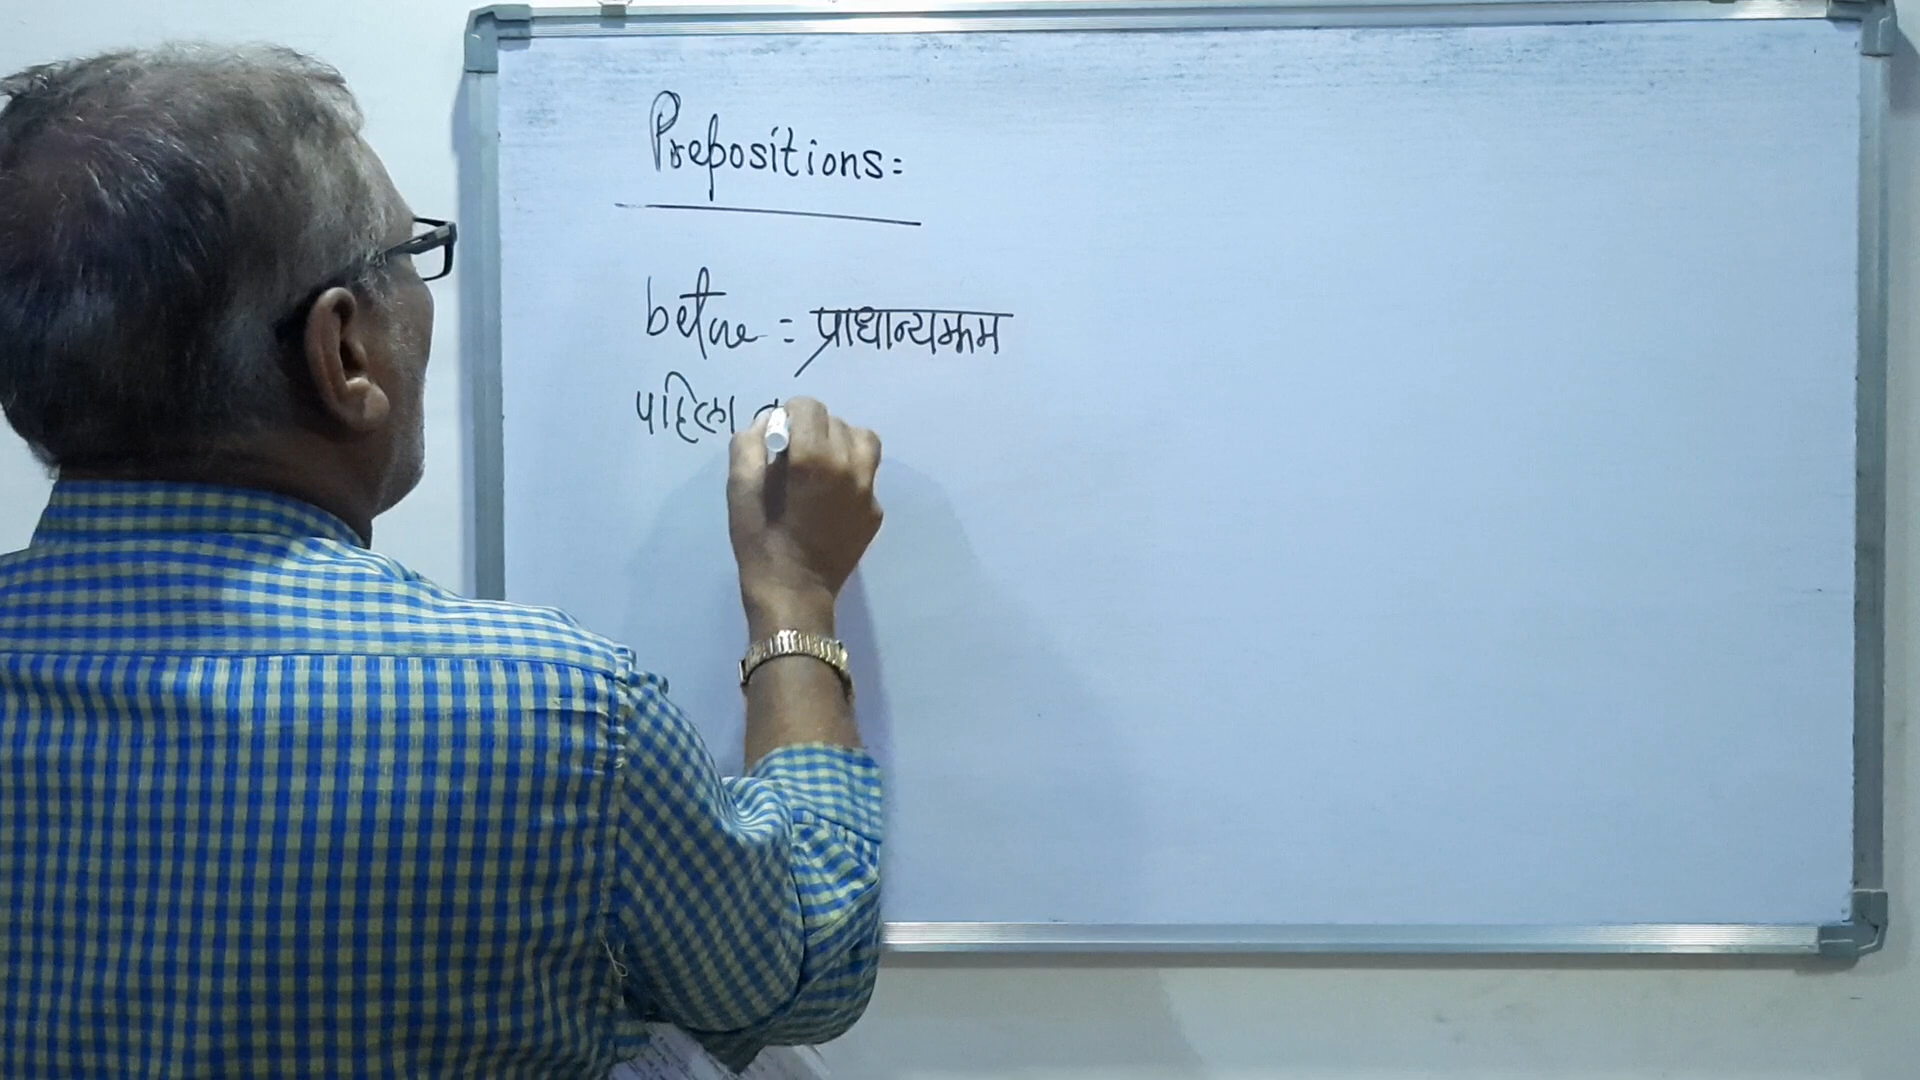 Prepositions:
before = प्राधान्यक्रम
पहिला